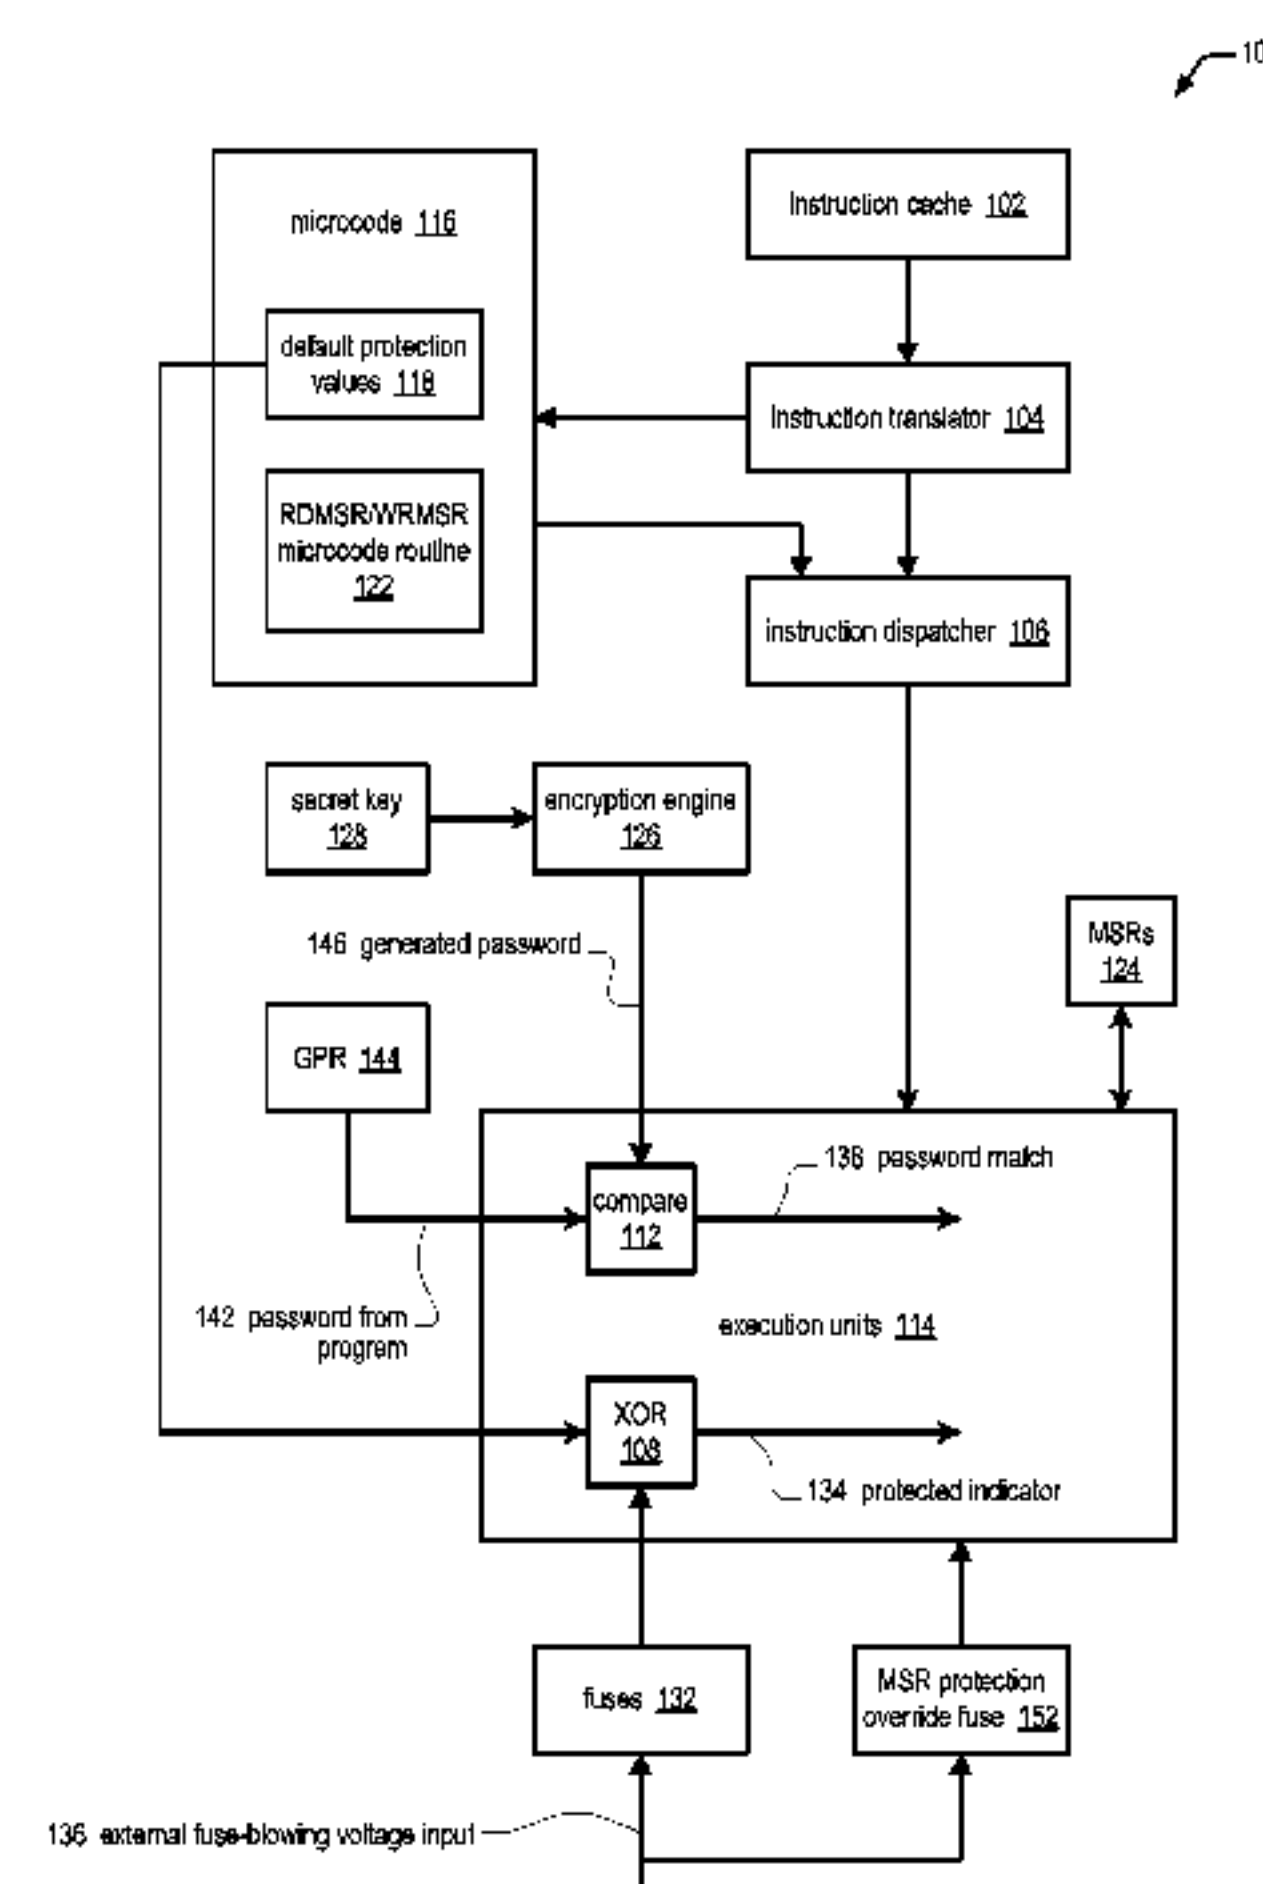 10
microcode 116
Instruction cache 102
default protection
values 118
Instruction translator 104
RDMSR/WRMSR
microcode routine
122
instruction dispatcher 106
secret key
128
encryption engine
126
146 generated password
MSRs
124
GPR 144
138 password match
compare
112
142 password from
program
execution units 114
XOR
108
134 protected indicator
fuses 132
MSR protection
override fuse 152
136 external fuse-blowing voltage input